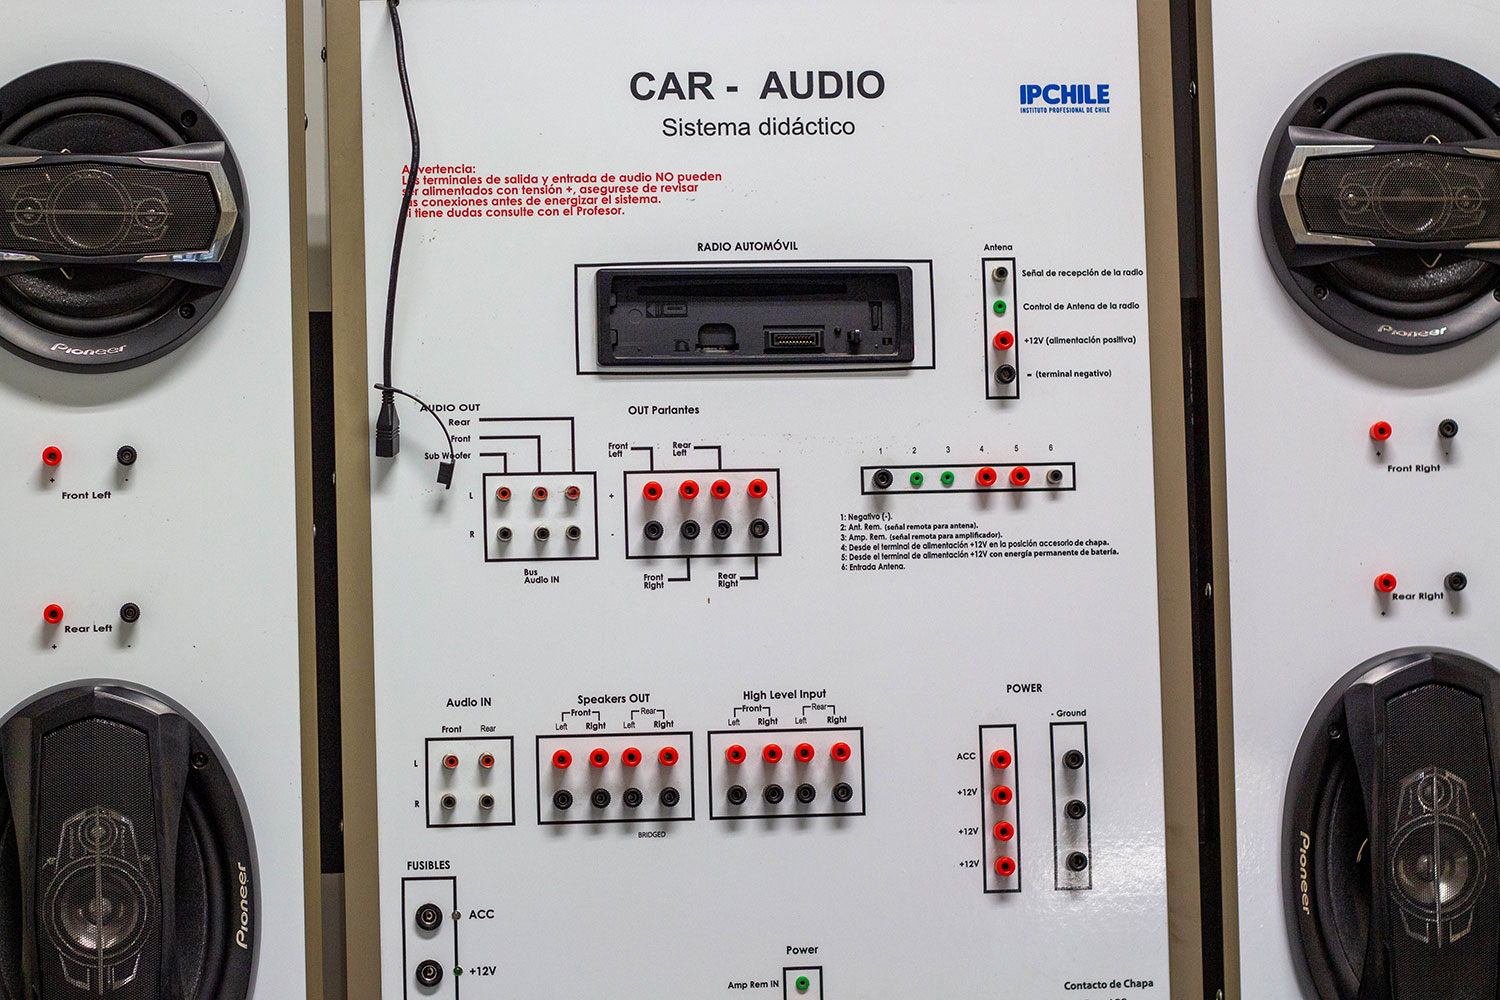 CAR - AUDIO
Sistema didáctico
IPCHILE
INSTITUTO PROFESIONAL DE CHILE
Advertencia:
terminales de salida y entrada de audio NO pueden
ser alimentados con tensión +, asegurese de revisar
conexiones antes de energizar el sistema.
Si tiene dudas consulte con el Profesor.
RADIO AUTOMÓVIL
Antena
Señal de recepción de la radio
Control de Antena de la radio
+12V (alimentación positiva)
- (terminal negativo)
Pioneer
Pioneer
AUDIO OUT
Rear
Front
Sub Woofer
L
R
Bus
Audio IN
OUT Parlantes
Front
Left
Rear
Left
+
-
Front
Right
Rear
Right
1 2 3 4 5 6
1: Negativo (-).
2: Ant. Rem. (señal remota para antena).
3: Amp. Rem. (señal remota para amplificador).
4: Desde el terminal de alimentación +12V en la posición accesorio de chapa.
5: Desde el terminal de alimentación +12V con energía permanente de batería.
6: Entrada Antena.
+ -
Front Left
+ -
Front Right
Rear Left
+ -
Rear Right
+ -
Audio IN
Front Rear
L
R
Speakers OUT
Front Rear
Left Right Left Right
BRIDGED
High Level Input
Front Rear
Left Right Left Right
POWER
- Ground
ACC
+12V
+12V
+12V
FUSIBLES
ACC
+12V
Power
Amp Rem IN
Contacto de Chapa
Pioneer
Pioneer